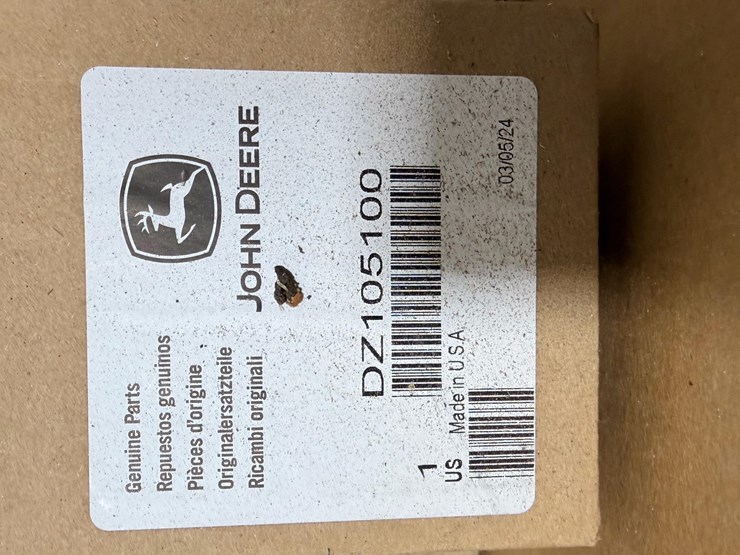 Genuine Parts
Repuestos genuinos
Pièces d'origine
Originalersatzteile
Ricambi originali
JOHN DEERE
DZ105100
1
US Made in U.S.A
03/05/24